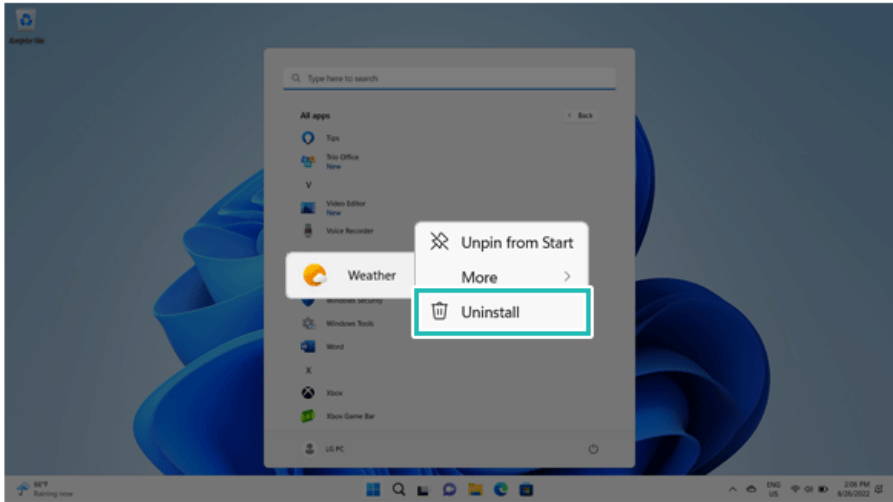 Type here to search
All apps
Back
Tips
Trio Office
New
V
Video Editor
New
Voice Recorder
Unpin from Start
Weather
More
Windows Security
Uninstall
Windows Tools
Word
X
Xbox
Xbox Game Bar
LG PC
66°F
Raining now
ENG
US
2:06 PM
8/26/2022